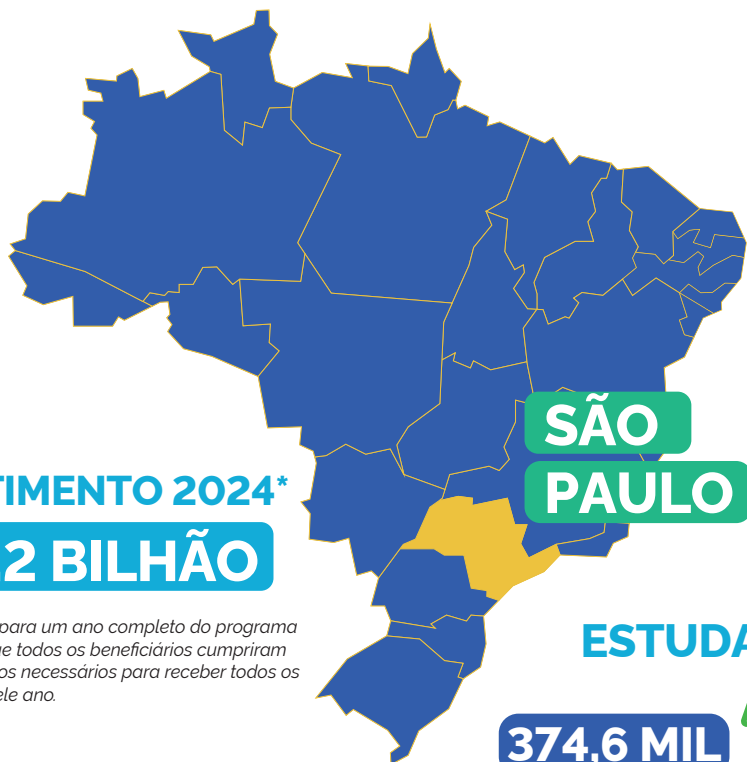 SÃO
PAULO
TIMENTO 2024*
2 BILHÃO
para um ano completo do programa
e todos os beneficiários cumpriram
os necessários para receber todos os
ele ano.
ESTUDA
374,6 MIL